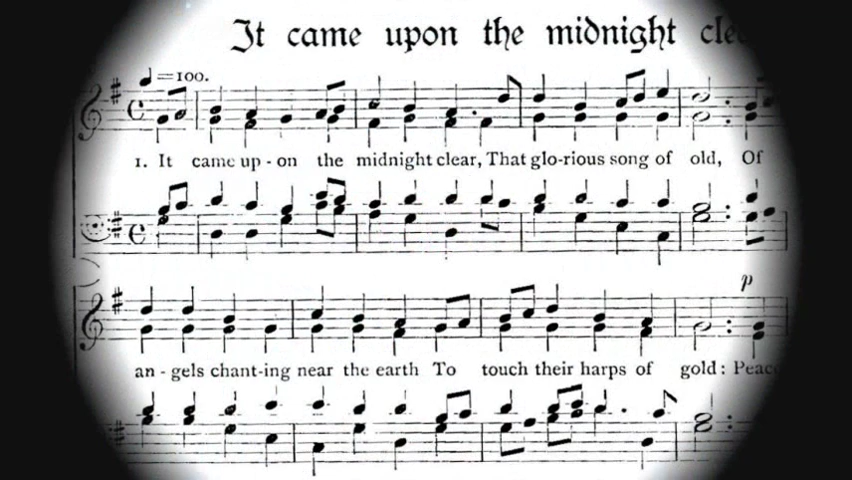 It came upon the midnight
=100.
1. It came up - on the midnight clear, That glo-rious song of old, Of
p
an - gels chant-ing near the earth To touch their harps of gold: Peace